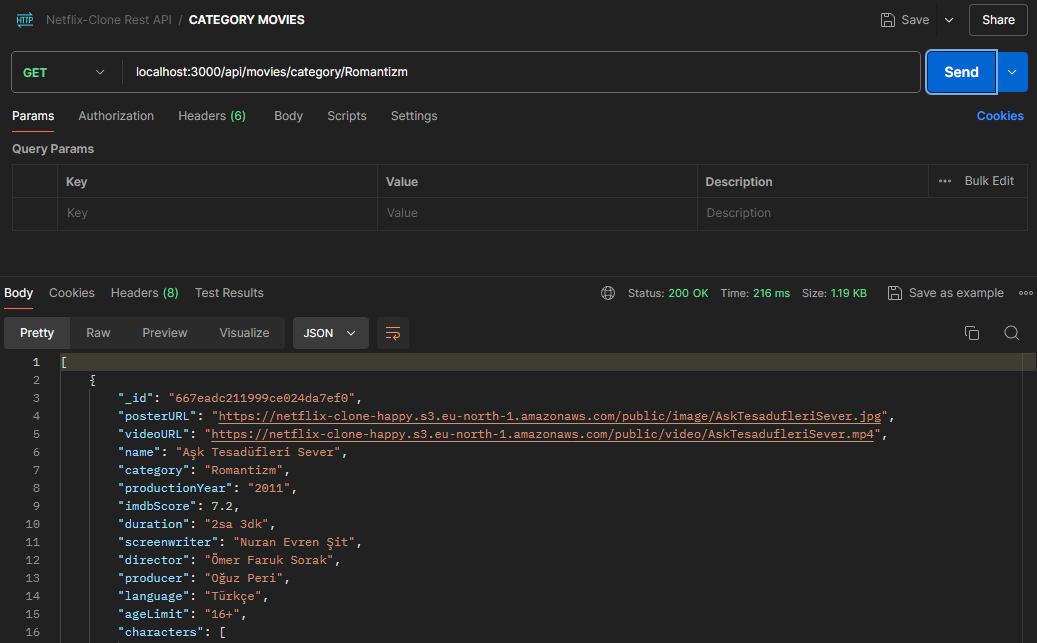 HTTP Netflix-Clone Rest API / CATEGORY MOVIES Save Share
GET localhost:3000/api/movies/category/Romantizm Send
Params Authorization Headers (6) Body Scripts Settings Cookies
Query Params
Key Value Description ••• Bulk Edit
Key Value Description
Body Cookies Headers (8) Test Results Status: 200 OK Time: 216 ms Size: 1.19 KB Save as example
Pretty Raw Preview Visualize JSON
1 [
2 {
3 "_id": "667eadc211999ce024da7ef0",
4 "posterURL": "https://netflix-clone-happy.s3.eu-north-1.amazonaws.com/public/image/AskTesadufleriSever.jpg",
5 "videoURL": "https://netflix-clone-happy.s3.eu-north-1.amazonaws.com/public/video/AskTesadufleriSever.mp4",
6 "name": "Aşk Tesadüfleri Sever",
7 "category": "Romantizm",
8 "productionYear": "2011",
9 "imdbScore": 7.2,
10 "duration": "2sa 3dk",
11 "screenwriter": "Nuran Evren Şit",
12 "director": "Ömer Faruk Sorak",
13 "producer": "Oğuz Peri",
14 "language": "Türkçe",
15 "ageLimit": "16+",
16 "characters": [